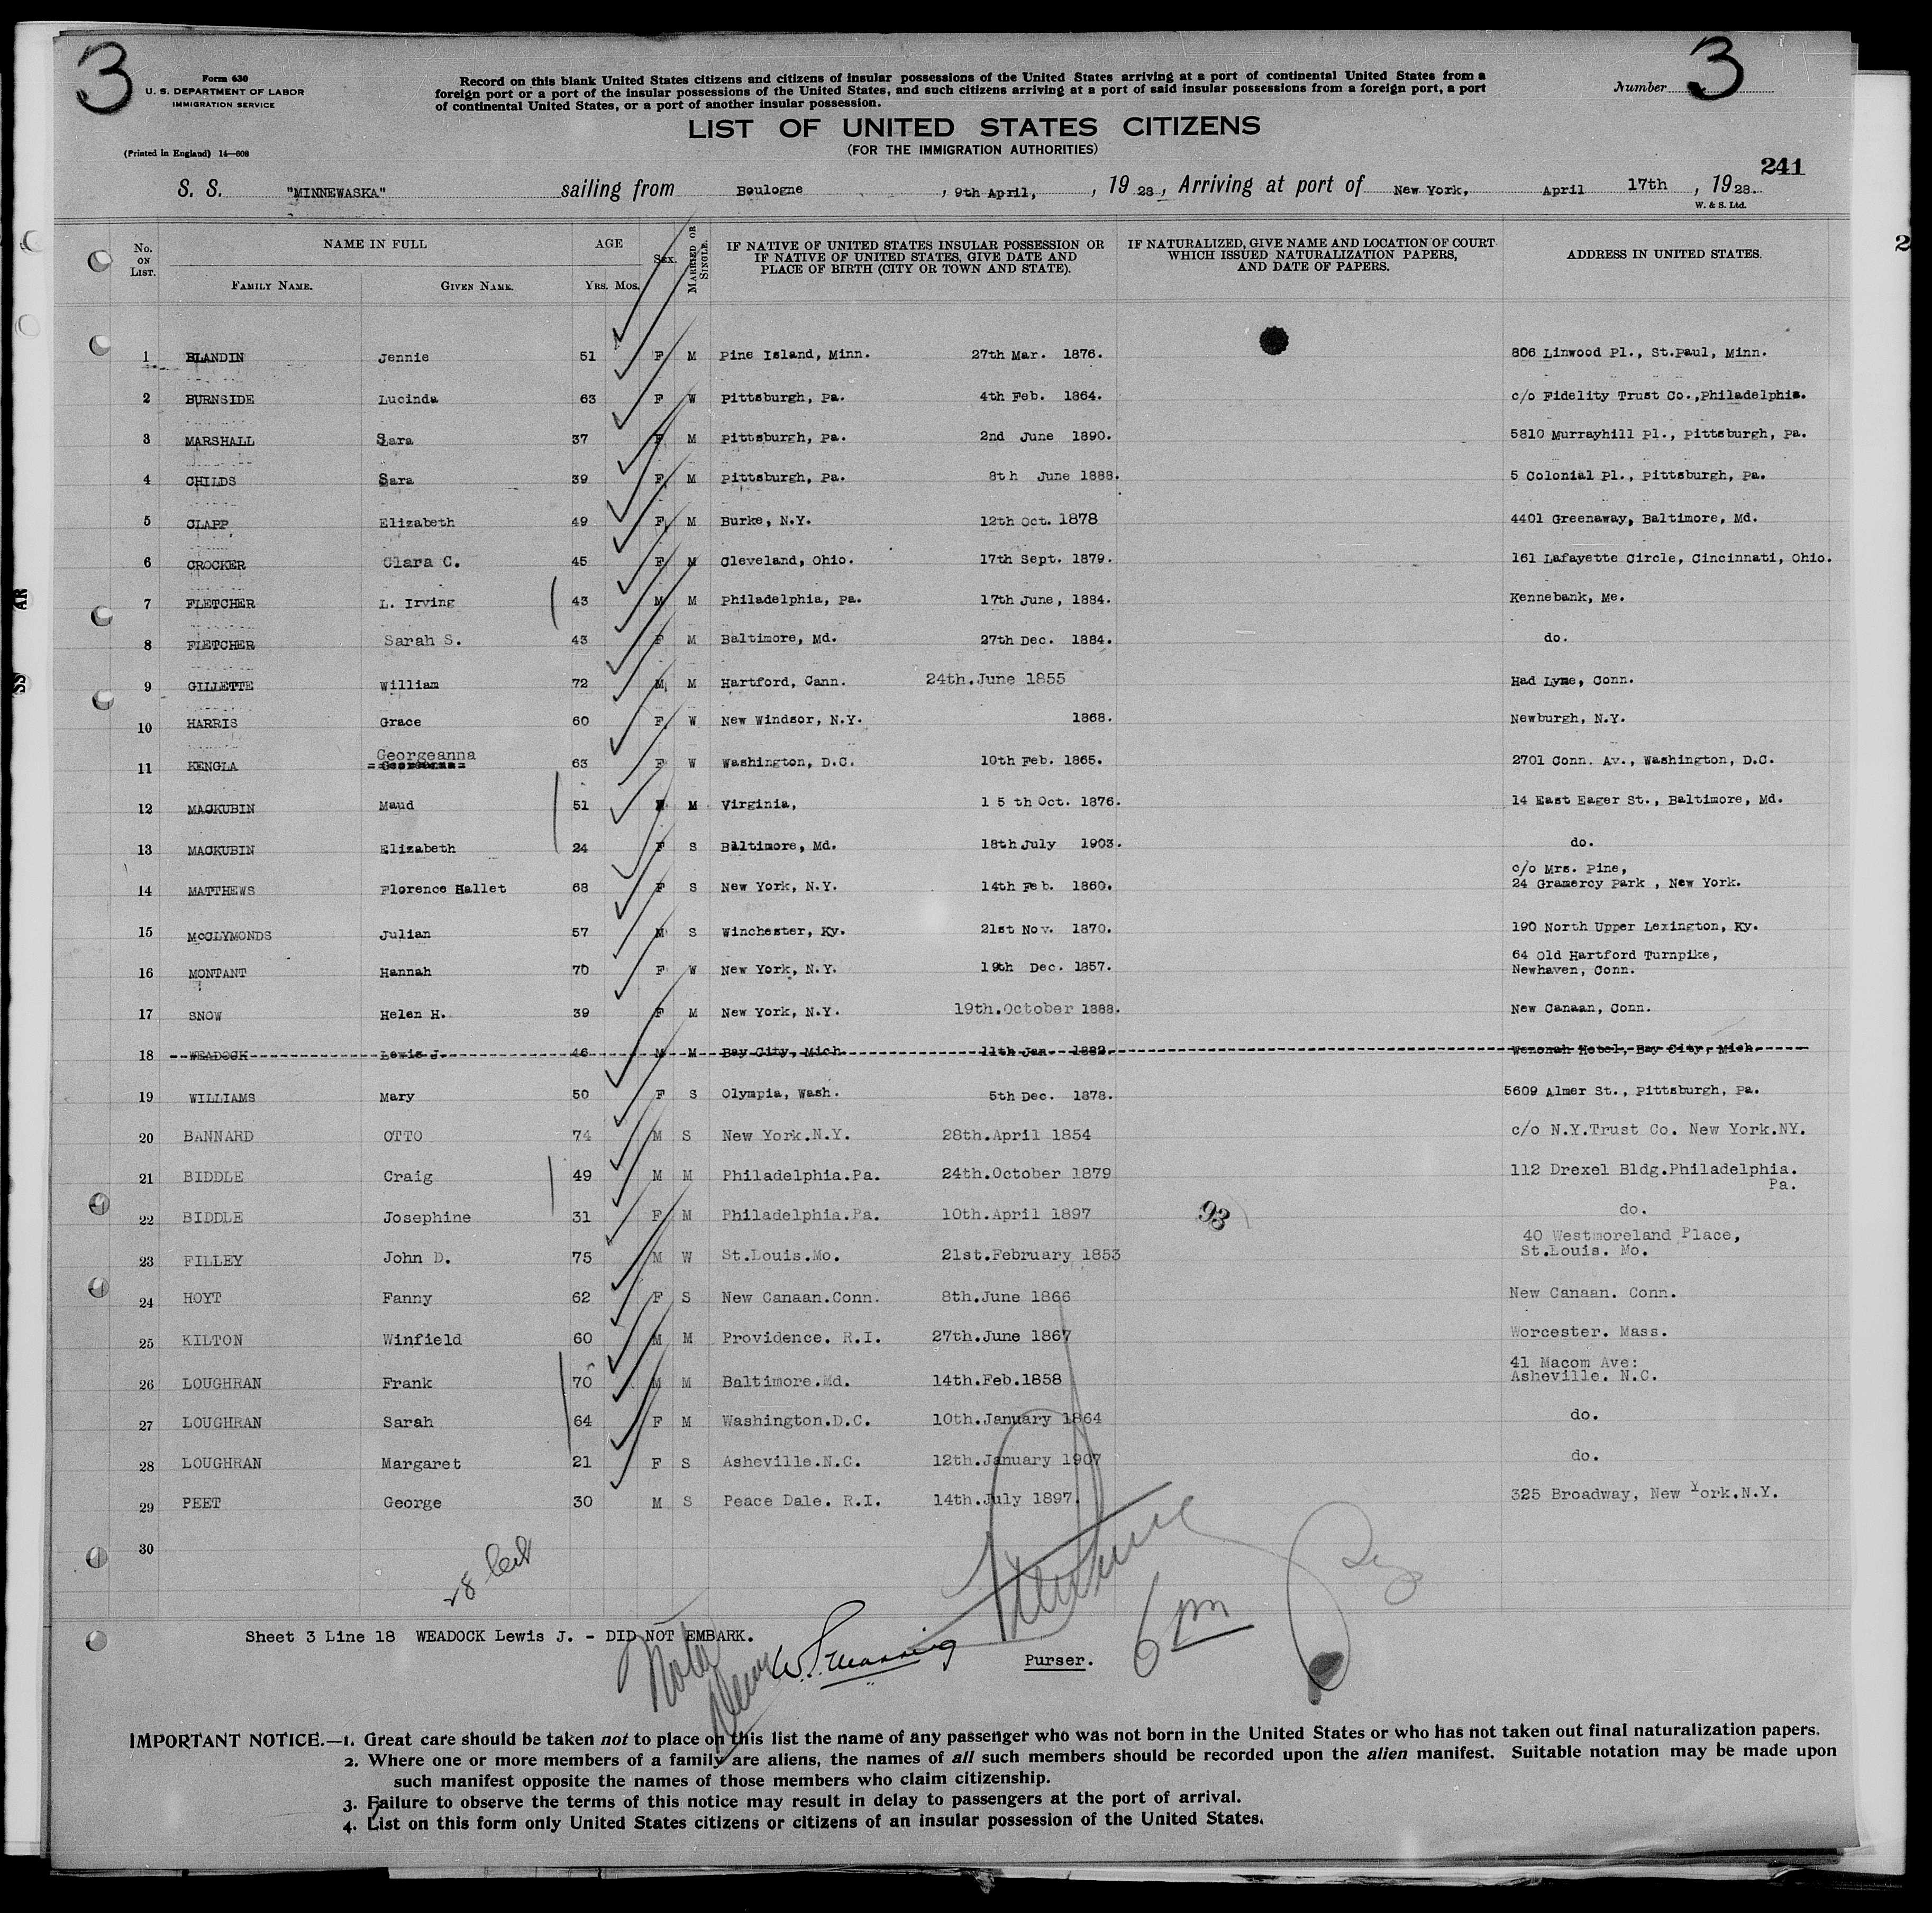 3
Form 630
U. S. DEPARTMENT OF LABOR
IMMIGRATION SERVICE
(Printed in England) 14—608
Record on this blank United States citizens and citizens of insular possessions of the United States arriving at a port of continental United States from a
foreign port or a port of the insular possessions of the United States, and such citizens arriving at a port of said insular possessions from a foreign port, a port
of continental United States, or a port of another insular possession.
Number 3
LIST OF UNITED STATES CITIZENS
(FOR THE IMMIGRATION AUTHORITIES)
241
S. S. "MINNEWASKA" sailing from Boulogne, 9th April, , 1928, Arriving at port of New York, April 17th, 1928.
W. & S. Ltd.
No. ON LIST. NAME IN FULL FAMILY NAME. GIVEN NAME. AGE YRS. MOS. SEX. MARRIED OR SINGLE. IF NATIVE OF UNITED STATES INSULAR POSSESSION OR IF NATIVE OF UNITED STATES, GIVE DATE AND PLACE OF BIRTH (CITY OR TOWN AND STATE). IF NATURALIZED, GIVE NAME AND LOCATION OF COURT WHICH ISSUED NATURALIZATION PAPERS, AND DATE OF PAPERS. ADDRESS IN UNITED STATES.
1 BLANDIN Jennie 51 F M Pine Island, Minn. 27th Mar. 1876. 806 Linwood Pl., St.Paul, Minn.
2 BURNSIDE Lucinda 63 F W Pittsburgh, Pa. 4th Feb. 1864. c/o Fidelity Trust Co.,Philadelphia.
3 MARSHALL Sara 37 F M Pittsburgh, Pa. 2nd June 1890. 5810 Murrayhill Pl., Pittsburgh, Pa.
4 CHILDS Sara 39 F M Pittsburgh, Pa. 8th June 1888. 5 Colonial Pl., Pittsburgh, Pa.
5 CLAPP Elizabeth 49 F M Burke, N.Y. 12th Oct. 1878 4401 Greenaway, Baltimore, Md.
6 CROCKER Clara C. 45 F M Cleveland, Ohio. 17th Sept. 1879. 161 Lafayette Circle, Cincinnati, Ohio.
7 FLETCHER L. Irving 43 M M Philadelphia, Pa. 17th June, 1884. Kennebank, Me.
8 FLETCHER Sarah S. 43 F M Baltimore, Md. 27th Dec. 1884. do.
9 GILLETTE William 72 M M Hartford, Cann. 24th.June 1855 Had Lyme, Conn.
10 HARRIS Grace 60 F W New Windsor, N.Y. 1868. Newburgh, N.Y.
11 KENGLA Georgeanna 63 F W Washington, D.C. 10th Feb. 1865. 2701 Conn. Av., Washington, D.C.
12 MACKUBIN Maud 51 F M Virginia, 15th Oct. 1876. 14 East Eager St., Baltimore, Md.
13 MACKUBIN Elizabeth 24 F S Baltimore, Md. 18th July 1903. do.
c/o Mrs. Pine,
14 MATTHEWS Florence Hallet 68 F S New York, N.Y. 14th Feb. 1860. 24 Gramercy Park , New York.
15 McCLYMONDS Julian 57 M S Winchester, Ky. 21st Nov. 1870. 190 North Upper Lexington, Ky.
64 Old Hartford Turnpike,
16 MONTANT Hannah 70 F W New York, N.Y. 19th Dec. 1857. Newhaven, Conn.
17 SNOW Helen H. 39 F M New York, N.Y. 19th.October 1888. New Canaan, Conn.
18 WEADOCK Lewis J. 46 M M Bay City, Mich 11th Jan. 1882. Wenonah Hotel, Bay City, Mich.
19 WILLIAMS Mary 50 F S Olympia, Wash. 5th Dec. 1878. 5609 Almer St., Pittsburgh, Pa.
20 BANNARD OTTO 74 M S New York.N.Y. 28th.April 1854 c/o N.Y.Trust Co. New York.NY.
21 BIDDLE Craig 49 M M Philadelphia.Pa. 24th.October 1879 112 Drexel Bldg.Philadelphia.
Pa.
22 BIDDLE Josephine 31 F M Philadelphia.Pa. 10th.April 1897 93 do.
40 Westmoreland Place,
23 FILLEY John D. 75 M W St.Louis.Mo. 21st.February 1853 St.Louis. Mo.
24 HOYT Fanny 62 F S New Canaan.Conn. 8th.June 1866 New Canaan. Conn.
25 KILTON Winfield 60 M M Providence. R.I. 27th.June 1867 Worcester. Mass.
41 Macom Ave:
26 LOUGHRAN Frank 70 M M Baltimore.Md. 14th.Feb.1858 Asheville. N.C.
27 LOUGHRAN Sarah 64 F M Washington.D.C. 10th.January 1864 do.
28 LOUGHRAN Margaret 21 F S Asheville.N.C. 12th.January 1907 do.
29 PEET George 30 M S Peace Dale. R.I. 14th.July 1897. 325 Broadway, New York.N.Y.
30
6 pm
Sheet 3 Line 18 WEADOCK Lewis J. - DID NOT EMBARK.
Purser.
IMPORTANT NOTICE.—1. Great care should be taken not to place on this list the name of any passenger who was not born in the United States or who has not taken out final naturalization papers.
2. Where one or more members of a family are aliens, the names of all such members should be recorded upon the alien manifest. Suitable notation may be made upon
such manifest opposite the names of those members who claim citizenship.
3. Failure to observe the terms of this notice may result in delay to passengers at the port of arrival.
4. List on this form only United States citizens or citizens of an insular possession of the United States.